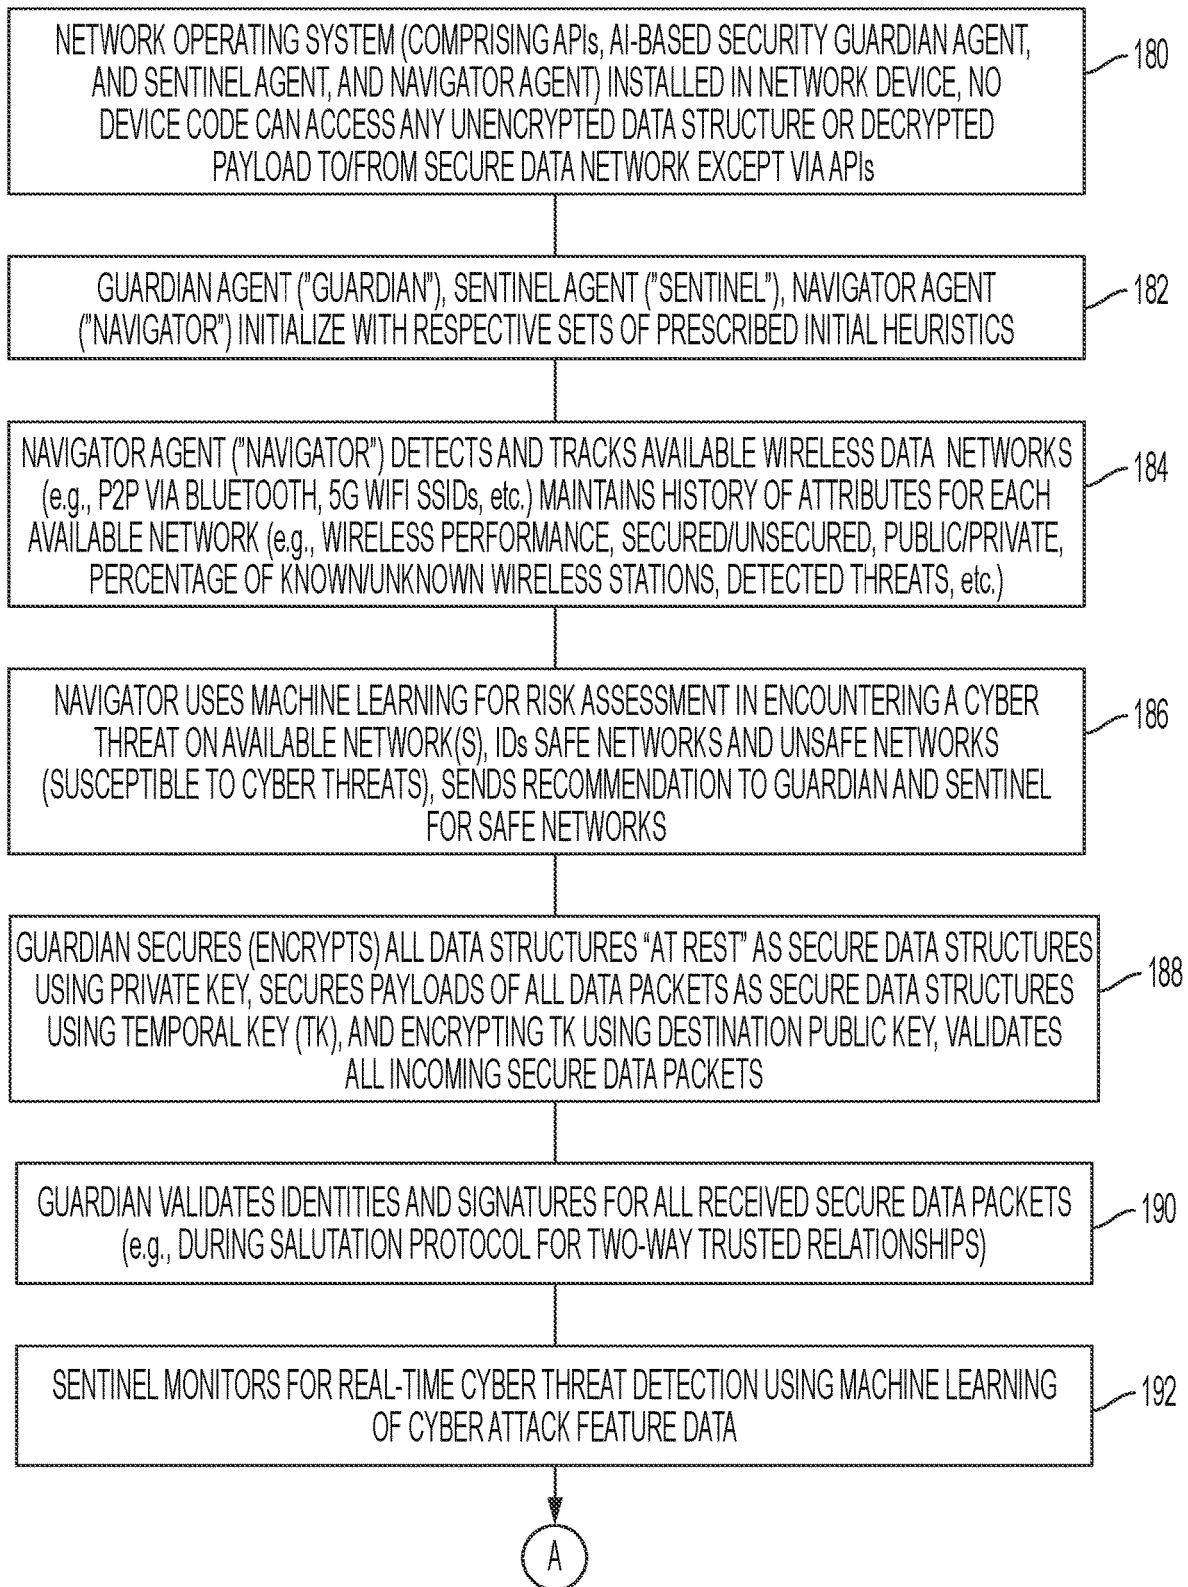 NETWORK OPERATING SYSTEM (COMPRISING APIs, AI-BASED SECURITY GUARDIAN AGENT,
AND SENTINEL AGENT, AND NAVIGATOR AGENT) INSTALLED IN NETWORK DEVICE, NO
DEVICE CODE CAN ACCESS ANY UNENCRYPTED DATA STRUCTURE OR DECRYPTED
PAYLOAD TO/FROM SECURE DATA NETWORK EXCEPT VIA APIs
180
GUARDIAN AGENT ("GUARDIAN"), SENTINEL AGENT ("SENTINEL"), NAVIGATOR AGENT
("NAVIGATOR") INITIALIZE WITH RESPECTIVE SETS OF PRESCRIBED INITIAL HEURISTICS
182
NAVIGATOR AGENT ("NAVIGATOR") DETECTS AND TRACKS AVAILABLE WIRELESS DATA NETWORKS
(e.g., P2P VIA BLUETOOTH, 5G WIFI SSIDs, etc.) MAINTAINS HISTORY OF ATTRIBUTES FOR EACH
AVAILABLE NETWORK (e.g., WIRELESS PERFORMANCE, SECURED/UNSECURED, PUBLIC/PRIVATE,
PERCENTAGE OF KNOWN/UNKNOWN WIRELESS STATIONS, DETECTED THREATS, etc.)
184
NAVIGATOR USES MACHINE LEARNING FOR RISK ASSESSMENT IN ENCOUNTERING A CYBER
THREAT ON AVAILABLE NETWORK(S), IDs SAFE NETWORKS AND UNSAFE NETWORKS
(SUSCEPTIBLE TO CYBER THREATS), SENDS RECOMMENDATION TO GUARDIAN AND SENTINEL
FOR SAFE NETWORKS
186
GUARDIAN SECURES (ENCRYPTS) ALL DATA STRUCTURES “AT REST” AS SECURE DATA STRUCTURES
USING PRIVATE KEY, SECURES PAYLOADS OF ALL DATA PACKETS AS SECURE DATA STRUCTURES
USING TEMPORAL KEY (TK), AND ENCRYPTING TK USING DESTINATION PUBLIC KEY, VALIDATES
ALL INCOMING SECURE DATA PACKETS
188
GUARDIAN VALIDATES IDENTITIES AND SIGNATURES FOR ALL RECEIVED SECURE DATA PACKETS
(e.g., DURING SALUTATION PROTOCOL FOR TWO-WAY TRUSTED RELATIONSHIPS)
190
SENTINEL MONITORS FOR REAL-TIME CYBER THREAT DETECTION USING MACHINE LEARNING
OF CYBER ATTACK FEATURE DATA
192
A